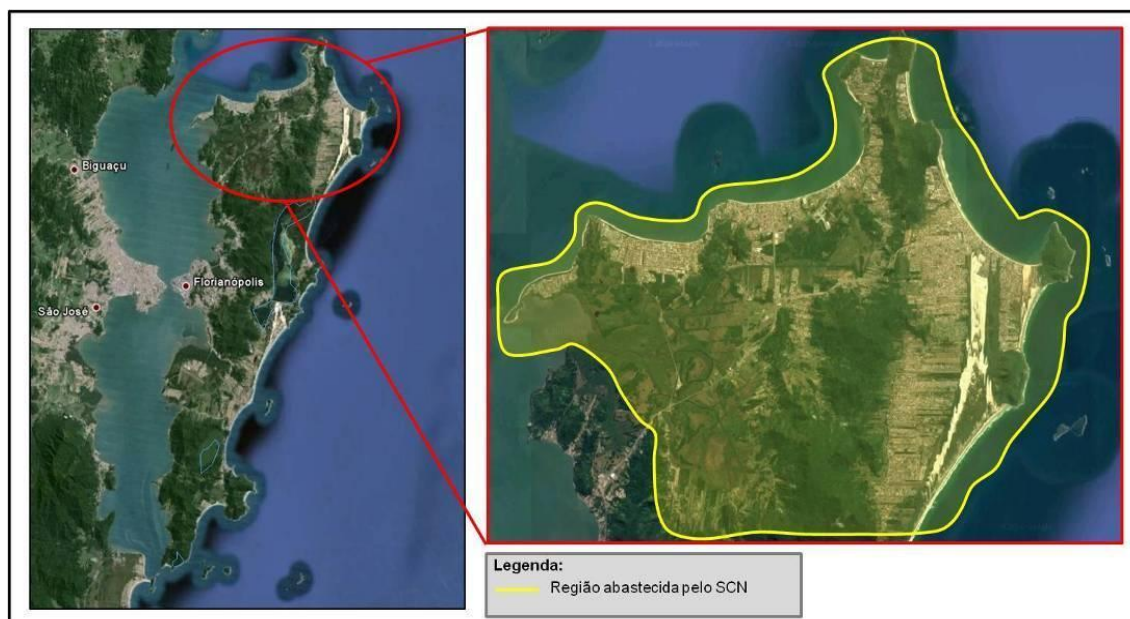 Biguaçu
Florianópolis
São José
Legenda:
Região abastecida pelo SCN